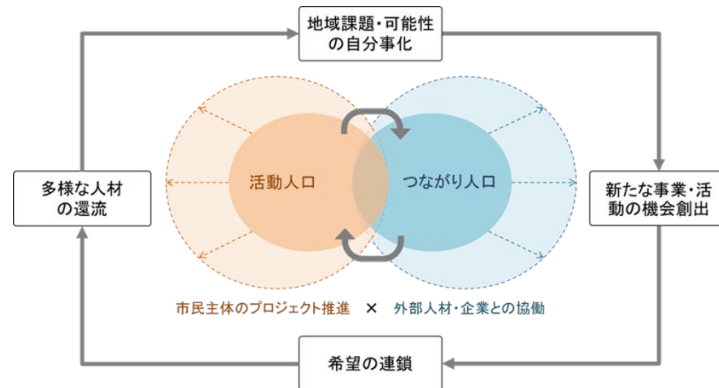 地域課題・可能性
の自分事化
多様な人材
の還流
活動人口
つながり人口
新たな事業・活
動の機会創出
市民主体のプロジェクト推進 × 外部人材・企業との協働
希望の連鎖